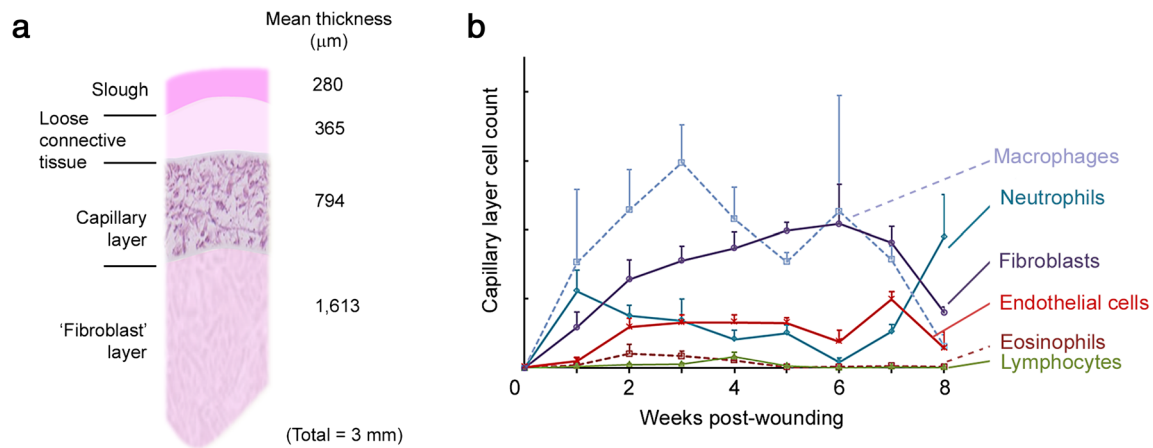 a
Mean thickness
(μm)
Slough
280
Loose
connective
tissue
365
Capillary
layer
794
'Fibroblast'
layer
1,613
(Total = 3 mm)
b
Capillary layer cell count
Macrophages
Neutrophils
Fibroblasts
Endothelial cells
Eosinophils
Lymphocytes
0 2 4 6 8
Weeks post-wounding